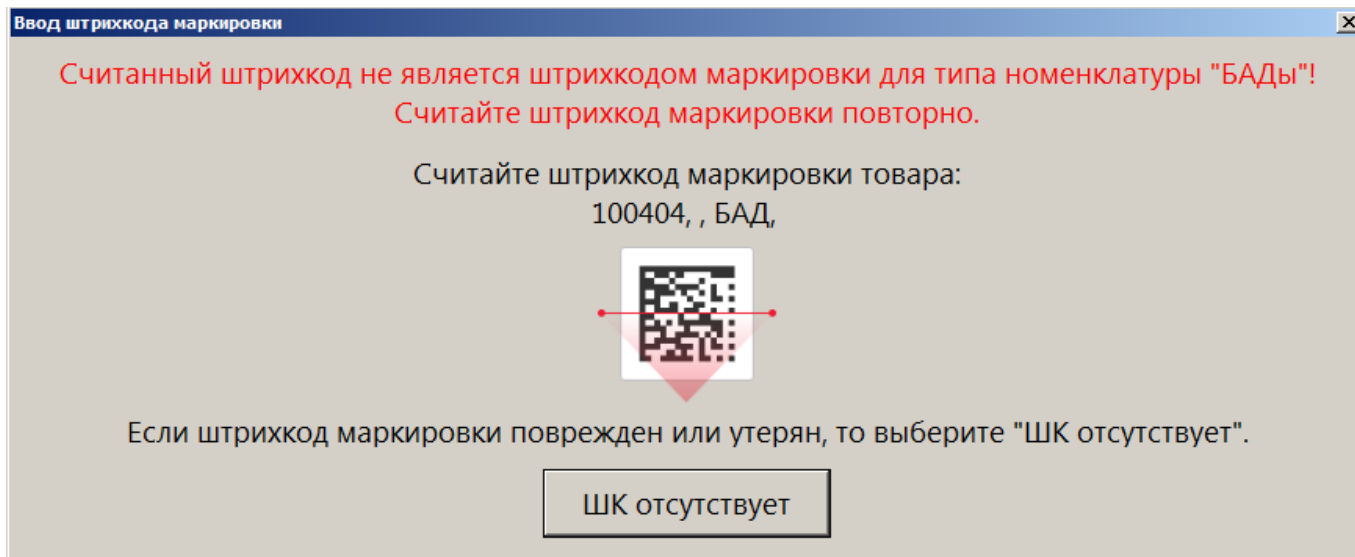 Ввод штрихкода маркировки
Считанный штрихкод не является штрихкодом маркировки для типа номенклатуры "БАДы"!
Считайте штрихкод маркировки повторно.
Считайте штрихкод маркировки товара:
100404, , БАД,
Если штрихкод маркировки поврежден или утерян, то выберите "ШК отсутствует".
ШК отсутствует